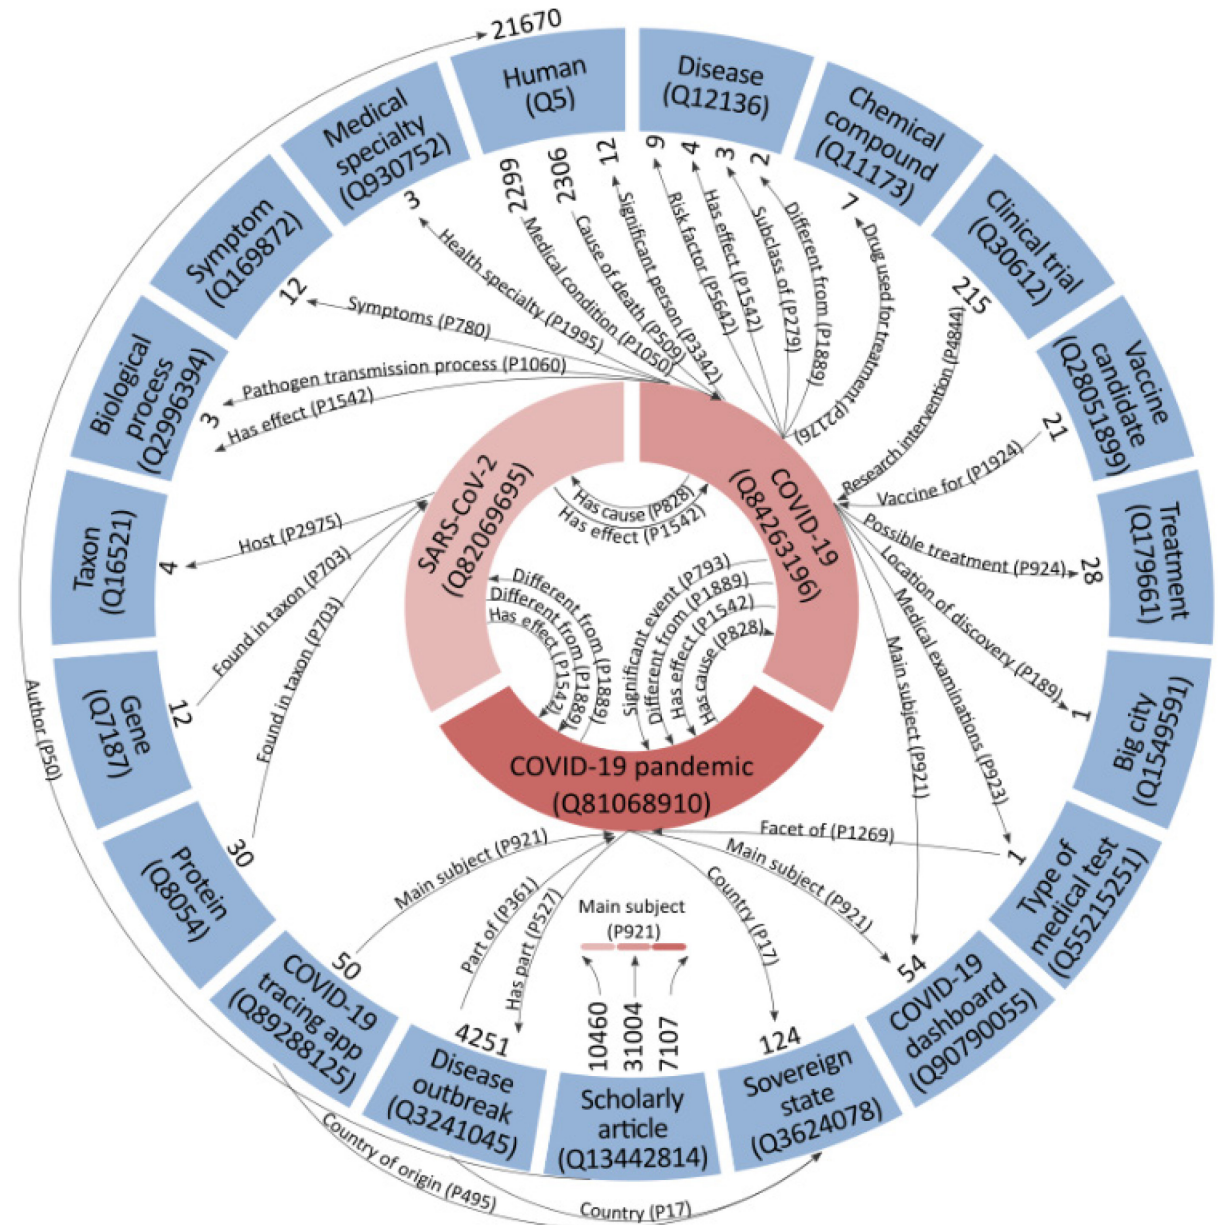 21670
Human
(Q5)
Disease
(Q12136)
Chemical
compound
(Q11173)
Clinical trial
(Q30612)
Vaccine
candidate
(Q28051899)
Treatment
(Q179661)
Big city
(Q1549591)
Type of
medical test
(Q55215251)
COVID-19
dashboard
(Q90790055)
Sovereign
state
(Q3624078)
Scholarly
article
(Q13442814)
Disease
outbreak
(Q3241045)
COVID-19
tracing app
(Q89288125)
Protein
(Q8054)
Gene
(Q7187)
Taxon
(Q16521)
Biological
process
(Q2996394)
Symptom
(Q169872)
Medical
specialty
(Q930752)
3
Health specialty (P1995)
2299
Medical condition (P1050)
2306
Cause of death (P509)
12
Significant person (P3342)
9
Risk factor (P5642)
4
Has effect (P1542)
3
Subclass of (P279)
2
Different from (P1889)
7
Drug used for treatment (P2176)
215
Research intervention (P4844)
21
Vaccine for (P1924)
28
Possible treatment (P924)
1
Location of discovery (P189)
1
Medical examinations (P923)
Facet of (P1269)
Main subject (P921)
54
Main subject (P921)
124
Country (P17)
Main subject
(P921)
10460
31004
7107
4251
Part of (P361)
Has part (P527)
50
Main subject (P921)
30
Found in taxon (P703)
12
Found in taxon (P703)
4
Host (P2975)
3
Has effect (P1542)
Pathogen transmission process (P1060)
12
Symptoms (P780)
SARS-CoV-2
(Q82069695)
COVID-19
(Q84263196)
COVID-19 pandemic
(Q81068910)
Has cause (P828)
Has effect (P1542)
Different from (P1889)
Different from (P1889)
Has effect (P1542)
Significant event (P793)
Different from (P1889)
Has effect (P1542)
Has cause (P828)
Author (P50)
Country of origin (P495)
Country (P17)